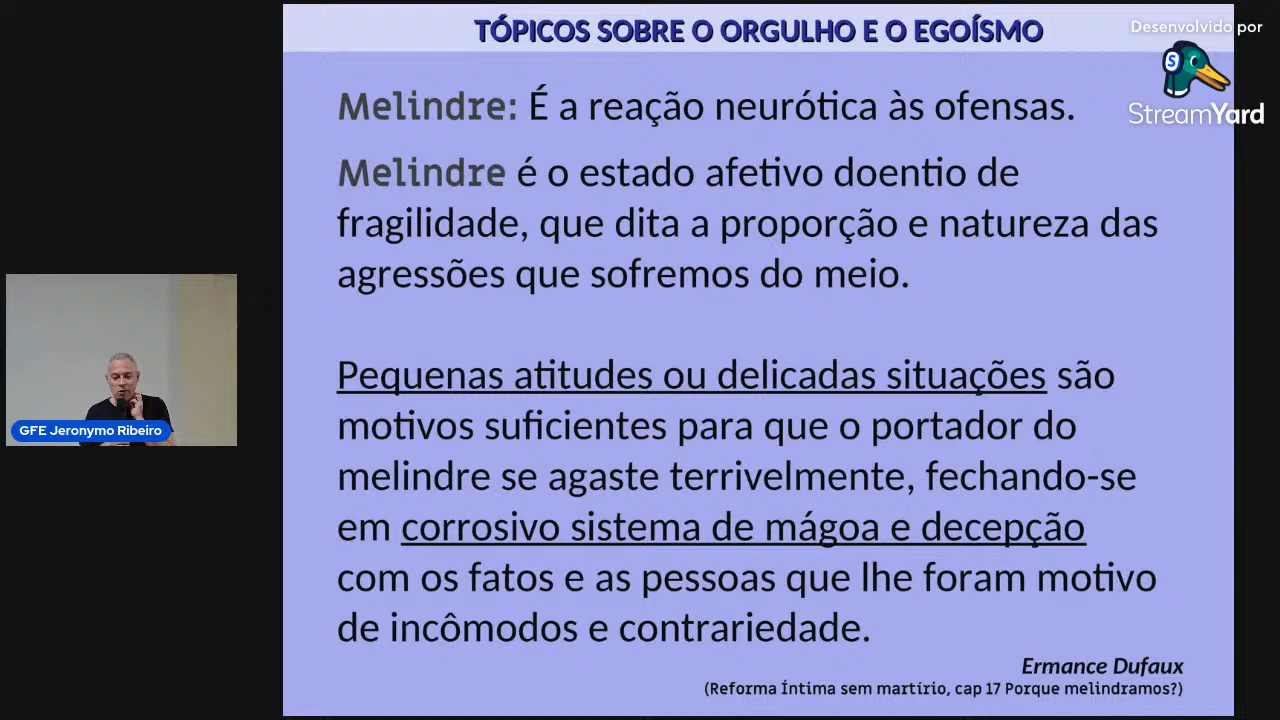 TÓPICOS SOBRE O ORGULHO E O EGOÍSMO
Desenvolvido por
StreamYard
Melindre: É a reação neurótica às ofensas.
Melindre é o estado afetivo doentio de
fragilidade, que dita a proporção e natureza das
agressões que sofremos do meio.
Pequenas atitudes ou delicadas situações são
motivos suficientes para que o portador do
melindre se agaste terrivelmente, fechando-se
em corrosivo sistema de mágoa e decepção
com os fatos e as pessoas que lhe foram motivo
de incômodos e contrariedade.
Ermance Dufaux
(Reforma Íntima sem martírio, cap 17 Porque melindramos?)
GFE Jeronymo Ribeiro